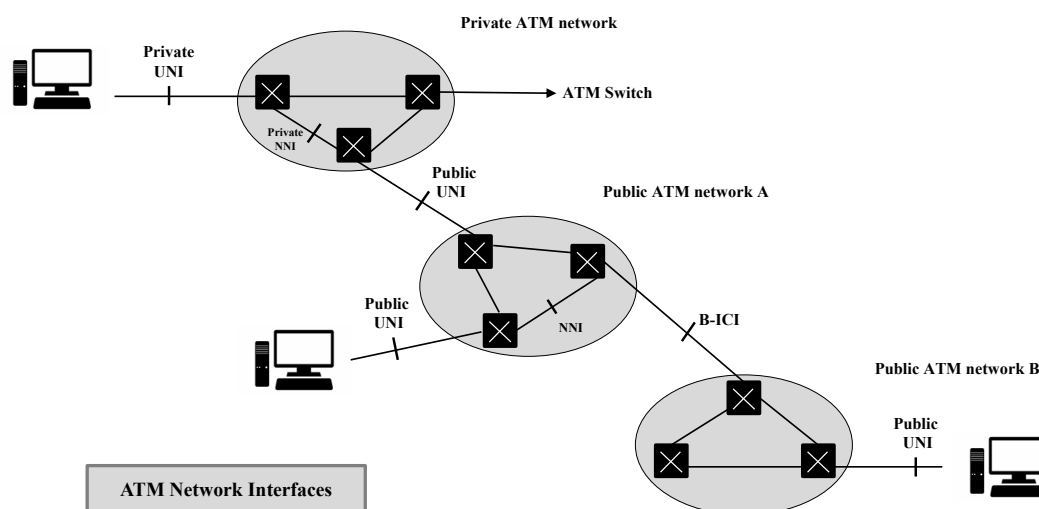 Private ATM network
Private
UNI
ATM Switch
Private
NNI
Public
UNI
Public ATM network A
Public
UNI
NNI
B-ICI
Public ATM network B
Public
UNI
ATM Network Interfaces